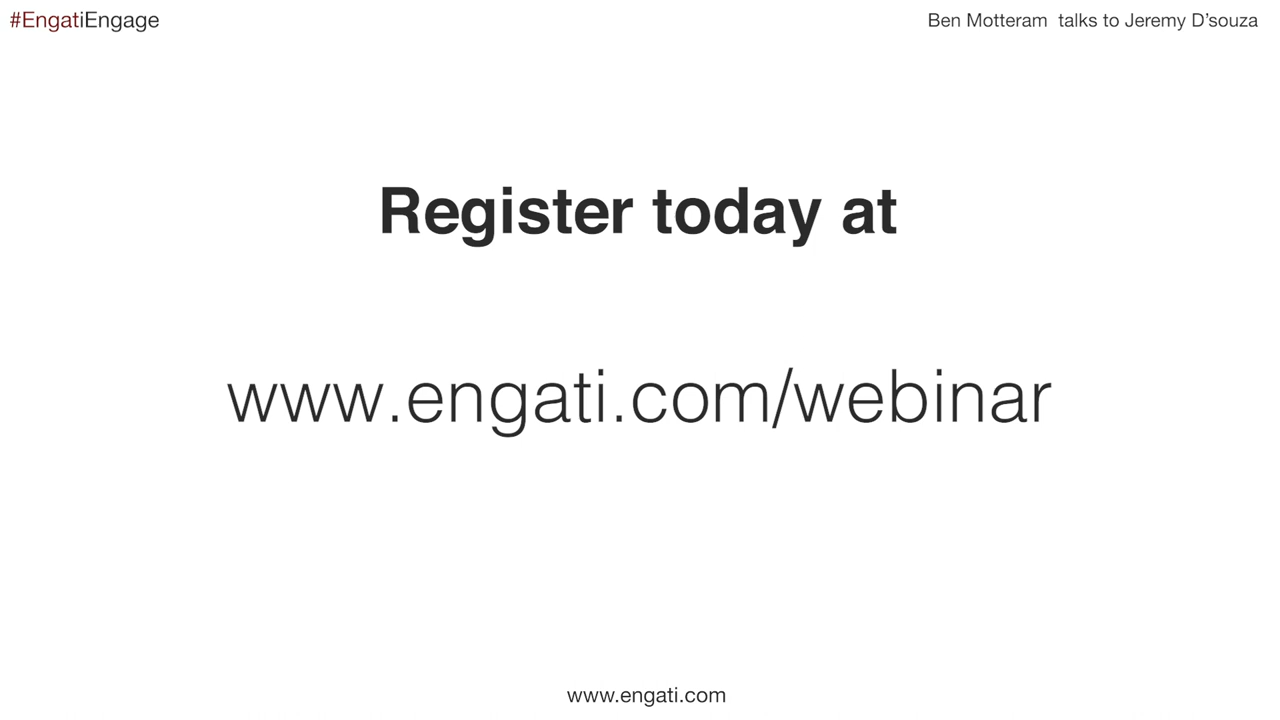 #EngatiEngage
Ben Motteram  talks to Jeremy D’souza
Register today at
www.engati.com/webinar
www.engati.com